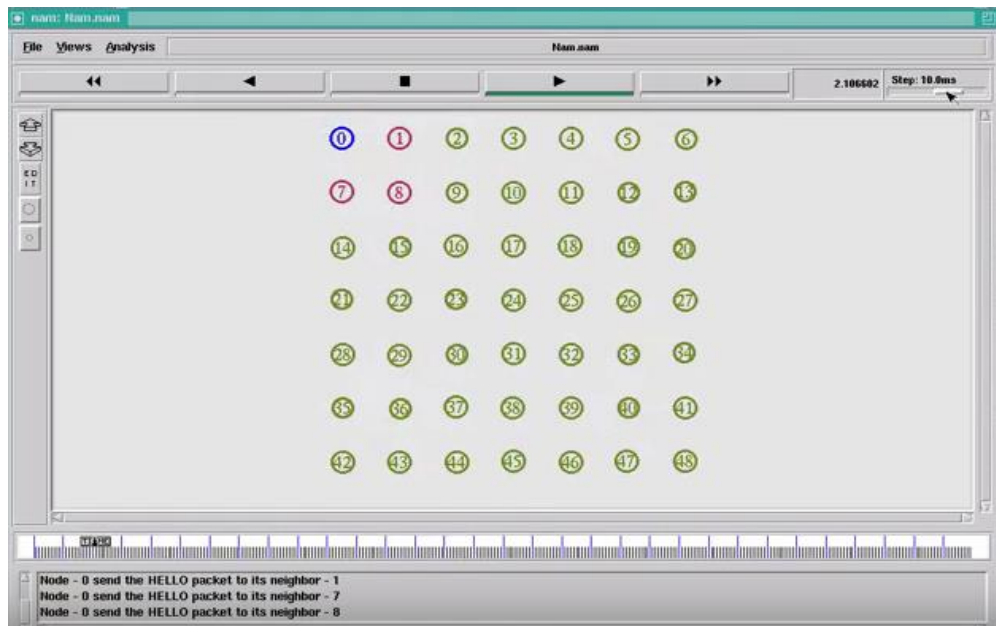 nam: Nam.nam
File Views Analysis Nam.nam
2.106602 Step: 10.0ms
0 1 2 3 4 5 6
7 8 9 10 11 12 13
E D
I T
14 15 16 17 18 19 20
21 22 23 24 25 26 27
28 29 30 31 32 33 34
35 36 37 38 39 40 41
42 43 44 45 46 47 48
Node - 0 send the HELLO packet to its neighbor - 1
Node - 0 send the HELLO packet to its neighbor - 7
Node - 0 send the HELLO packet to its neighbor - 8